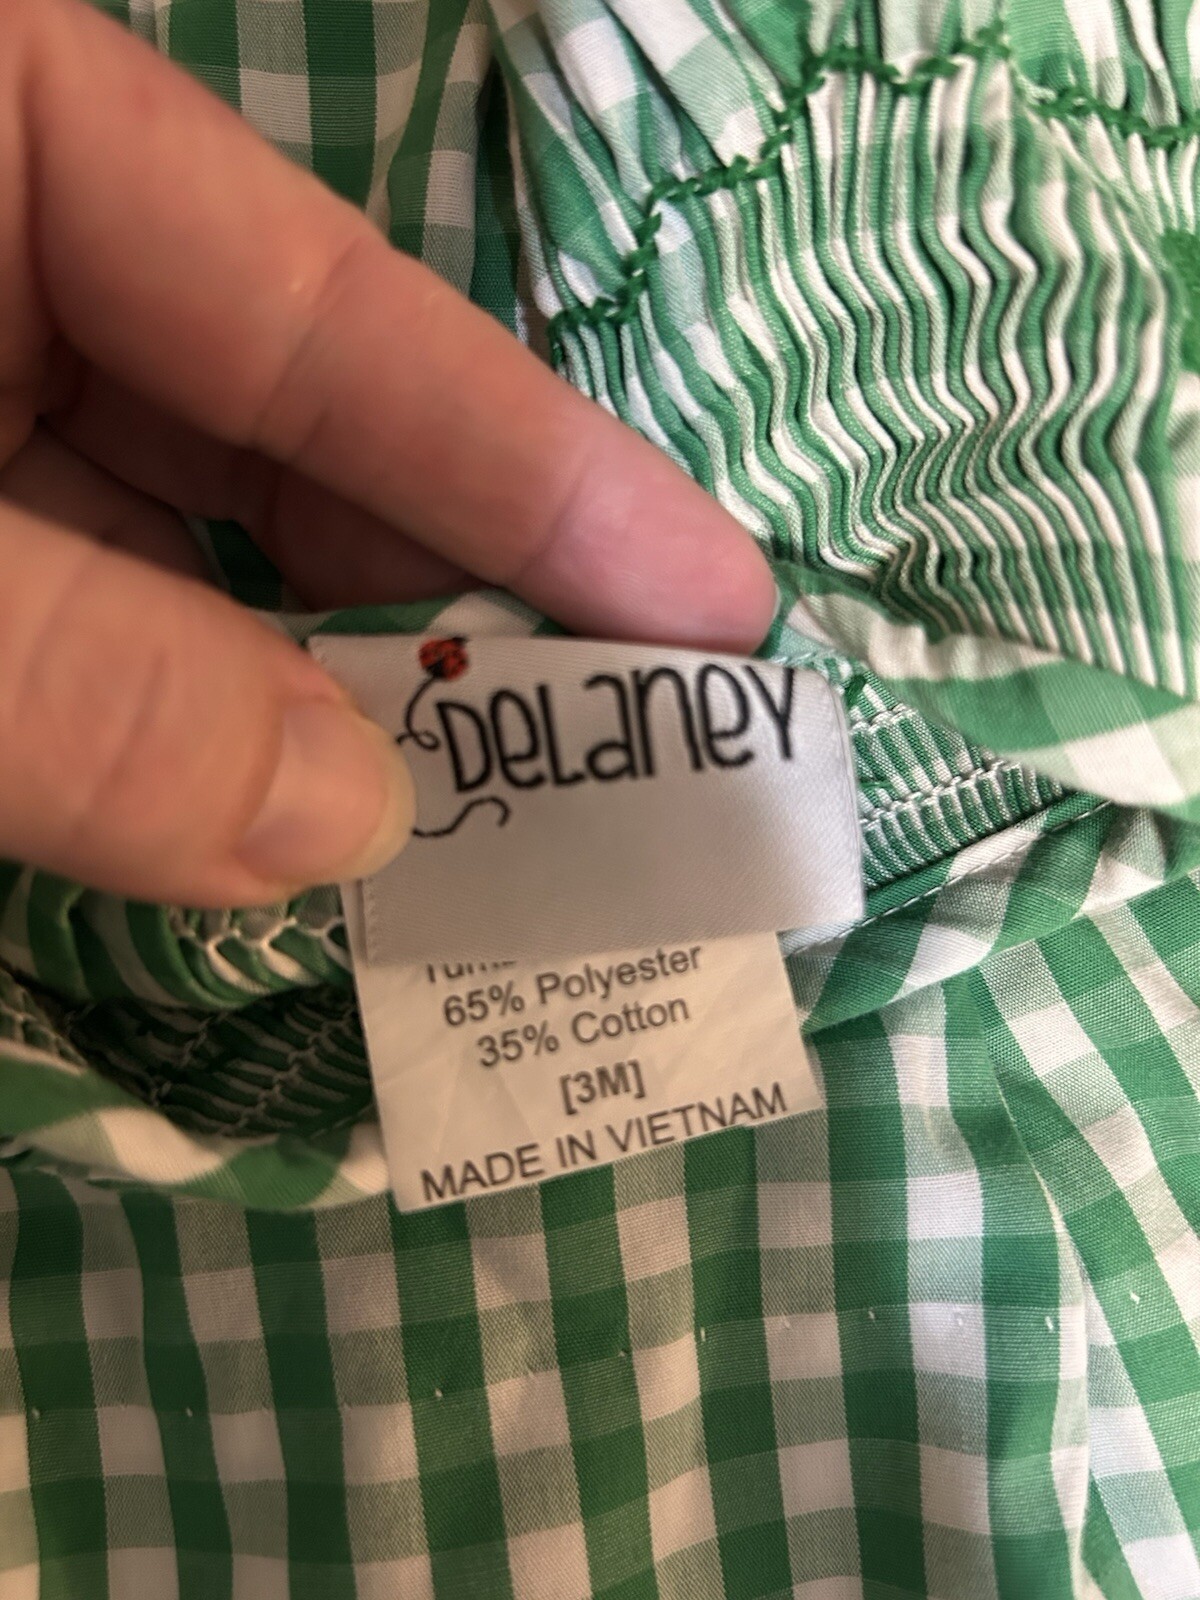 DeLaney
65% Polyester
35% Cotton
[3M]
MADE IN VIETNAM